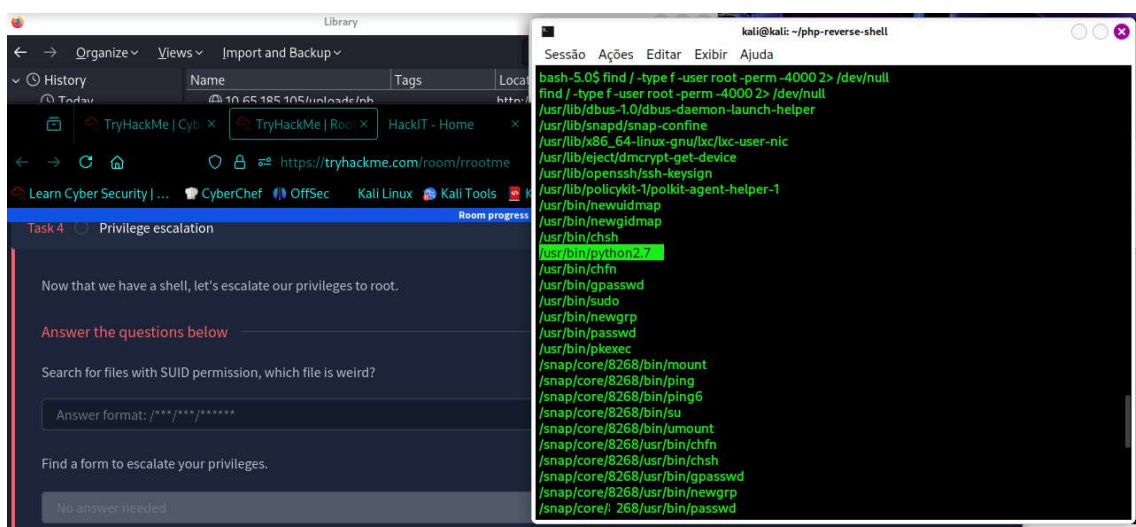 Library
Organize Views Import and Backup
History Name Tags
Today 10.65.185.105/uploads/ph
TryHackMe | Cyb TryHackMe | Roo HackIT - Home
https://tryhackme.com/room/rrootme
Learn Cyber Security | ... CyberChef OffSec Kali Linux Kali Tools
Room progress
Task 4 Privilege escalation
Now that we have a shell, let's escalate our privileges to root.
Answer the questions below
Search for files with SUID permission, which file is weird?
Answer format: /***/***/******
Find a form to escalate your privileges.
No answer needed
kali@kali: ~/php-reverse-shell
Sessão Ações Editar Exibir Ajuda
bash-5.0$ find / -type f -user root -perm -4000 2> /dev/null
find / -type f -user root -perm -4000 2> /dev/null
/usr/lib/dbus-1.0/dbus-daemon-launch-helper
/usr/lib/snapd/snap-confine
/usr/lib/x86_64-linux-gnu/lxc/lxc-user-nic
/usr/lib/eject/dmcrypt-get-device
/usr/lib/openssh/ssh-keysign
/usr/lib/policykit-1/polkit-agent-helper-1
/usr/bin/newuidmap
/usr/bin/newgidmap
/usr/bin/chsh
/usr/bin/python2.7
/usr/bin/chfn
/usr/bin/gpasswd
/usr/bin/sudo
/usr/bin/newgrp
/usr/bin/passwd
/usr/bin/pkexec
/snap/core/8268/bin/mount
/snap/core/8268/bin/ping
/snap/core/8268/bin/ping6
/snap/core/8268/bin/su
/snap/core/8268/bin/umount
/snap/core/8268/usr/bin/chfn
/snap/core/8268/usr/bin/chsh
/snap/core/8268/usr/bin/gpasswd
/snap/core/8268/usr/bin/newgrp
/snap/core/8268/usr/bin/passwd